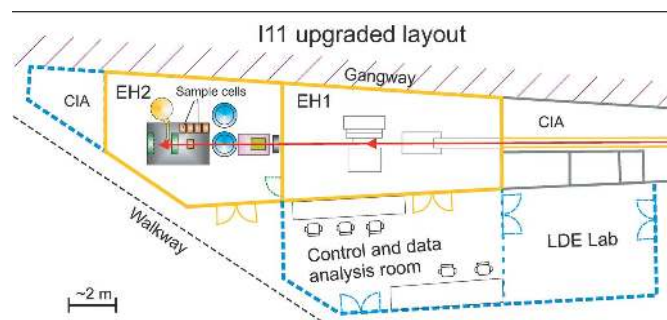 I11 upgraded layout
Gangway
CIA
EH2
Sample cells
EH1
CIA
Walkway
Control and data
analysis room
LDE Lab
~2 m